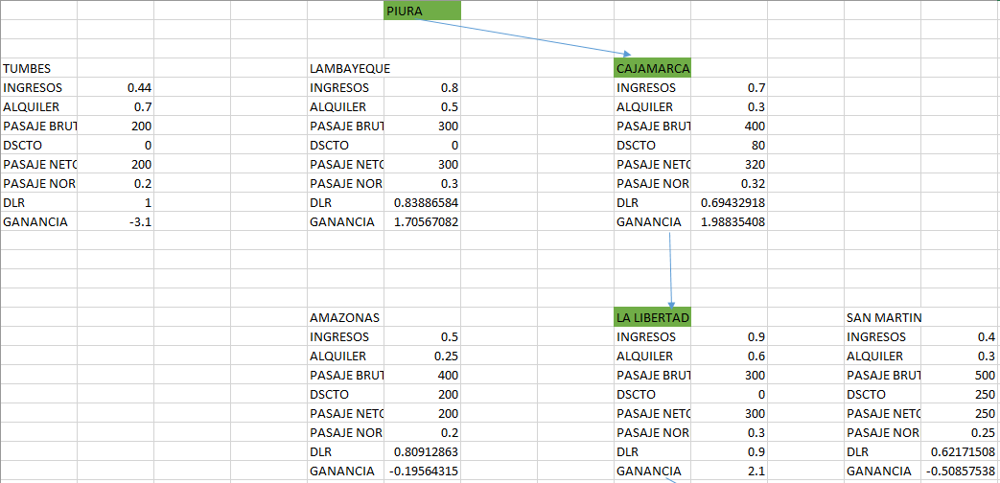 PIURA
TUMBES LAMBAYEQUE CAJAMARCA
INGRESOS 0.44 INGRESOS 0.8 INGRESOS 0.7
ALQUILER 0.7 ALQUILER 0.5 ALQUILER 0.3
PASAJE BRUT 200 PASAJE BRUT 300 PASAJE BRUT 400
DSCTO 0 DSCTO 0 DSCTO 80
PASAJE NETO 200 PASAJE NETO 300 PASAJE NETO 320
PASAJE NOR 0.2 PASAJE NOR 0.3 PASAJE NOR 0.32
DLR 1 DLR 0.83886584 DLR 0.69432918
GANANCIA -3.1 GANANCIA 1.70567082 GANANCIA 1.98835408
AMAZONAS LA LIBERTAD SAN MARTIN
INGRESOS 0.5 INGRESOS 0.9 INGRESOS 0.4
ALQUILER 0.25 ALQUILER 0.6 ALQUILER 0.3
PASAJE BRUT 400 PASAJE BRUT 300 PASAJE BRUT 500
DSCTO 200 DSCTO 0 DSCTO 250
PASAJE NETO 200 PASAJE NETO 300 PASAJE NETO 250
PASAJE NOR 0.2 PASAJE NOR 0.3 PASAJE NOR 0.25
DLR 0.80912863 DLR 0.9 DLR 0.62171508
GANANCIA -0.19564315 GANANCIA 2.1 GANANCIA -0.50857538